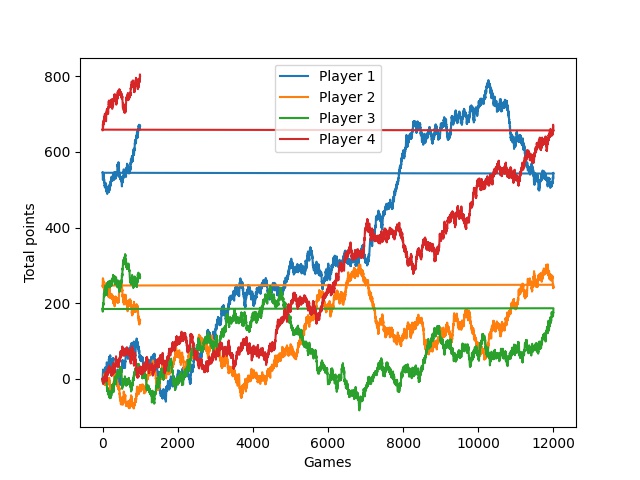 Player 1
Player 2
Player 3
Player 4
Total points
800
600
400
200
0
0
2000
4000
6000
8000
10000
12000
Games